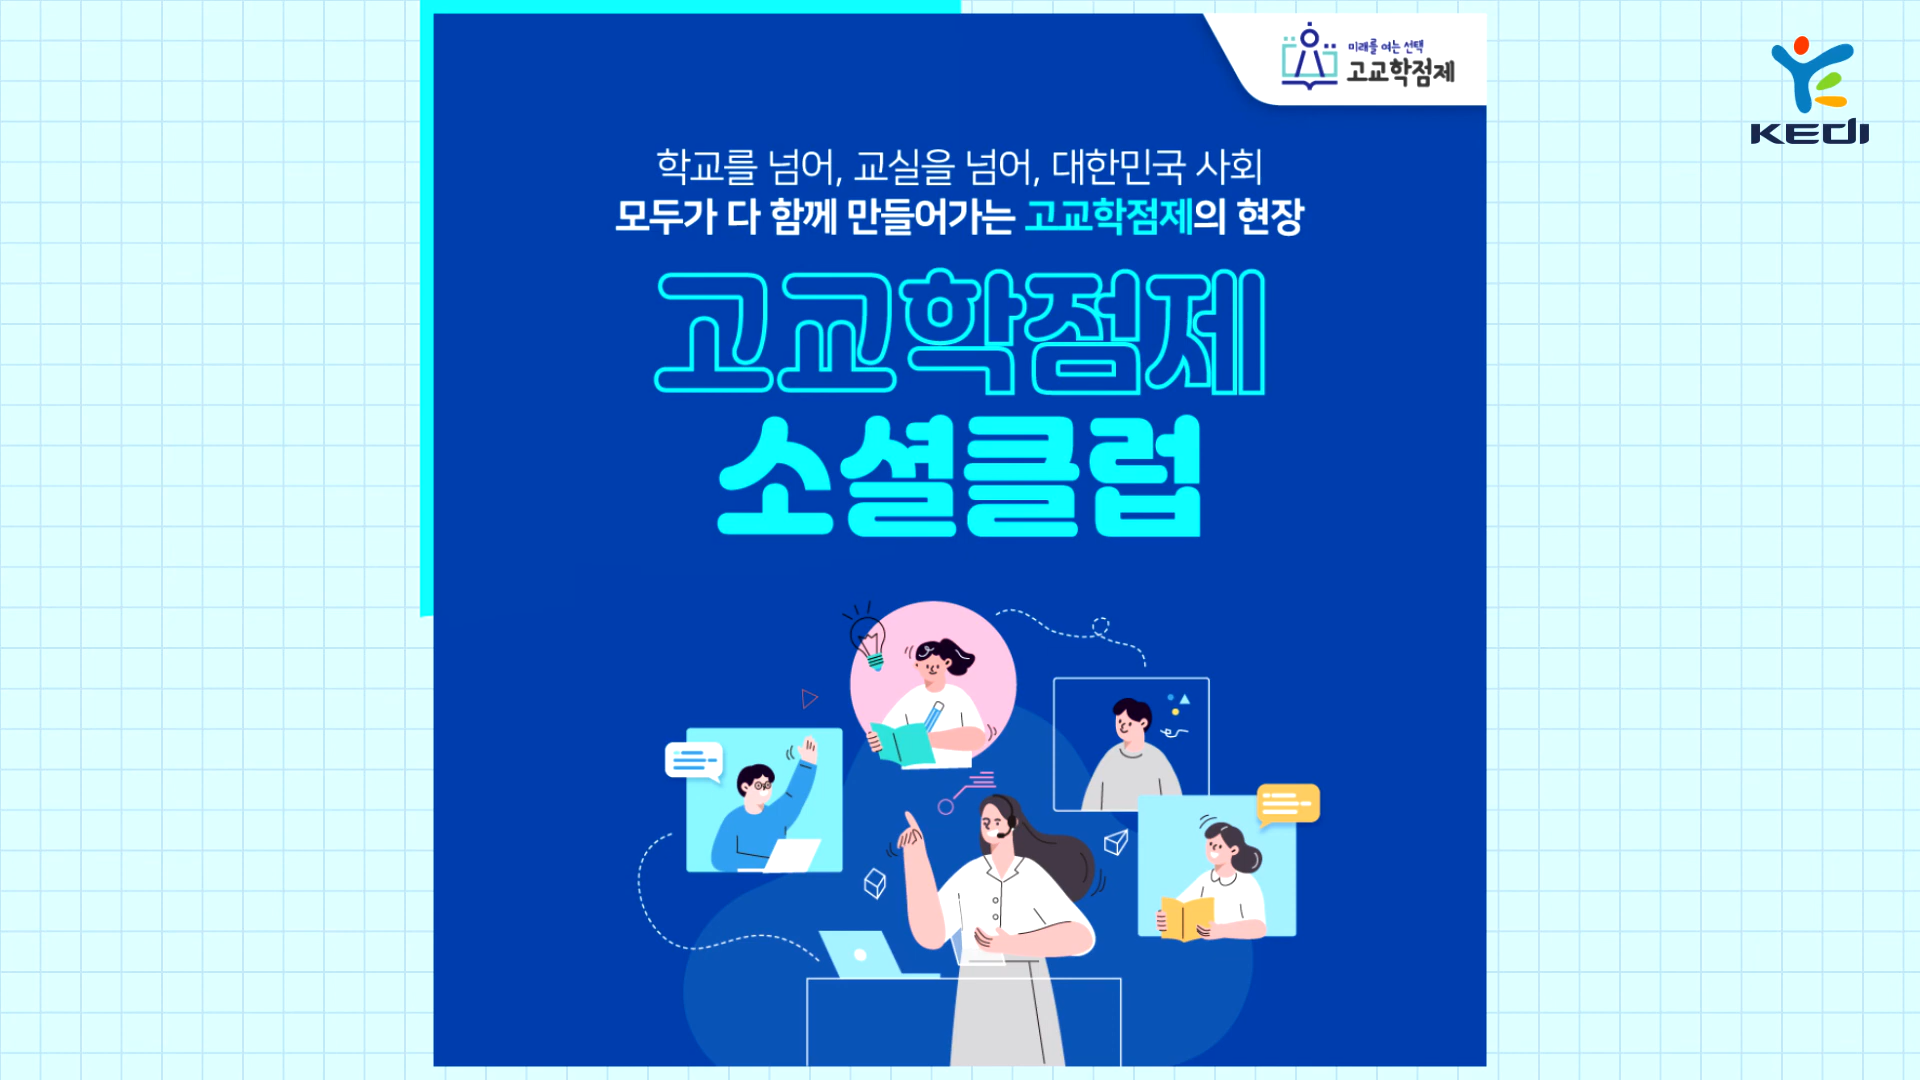 미래를 여는 선택
고교학점제
KEDI
학교를 넘어, 교실을 넘어, 대한민국 사회
모두가 다 함께 만들어가는 고교학점제의 현장
고교학점제
소셜클럽